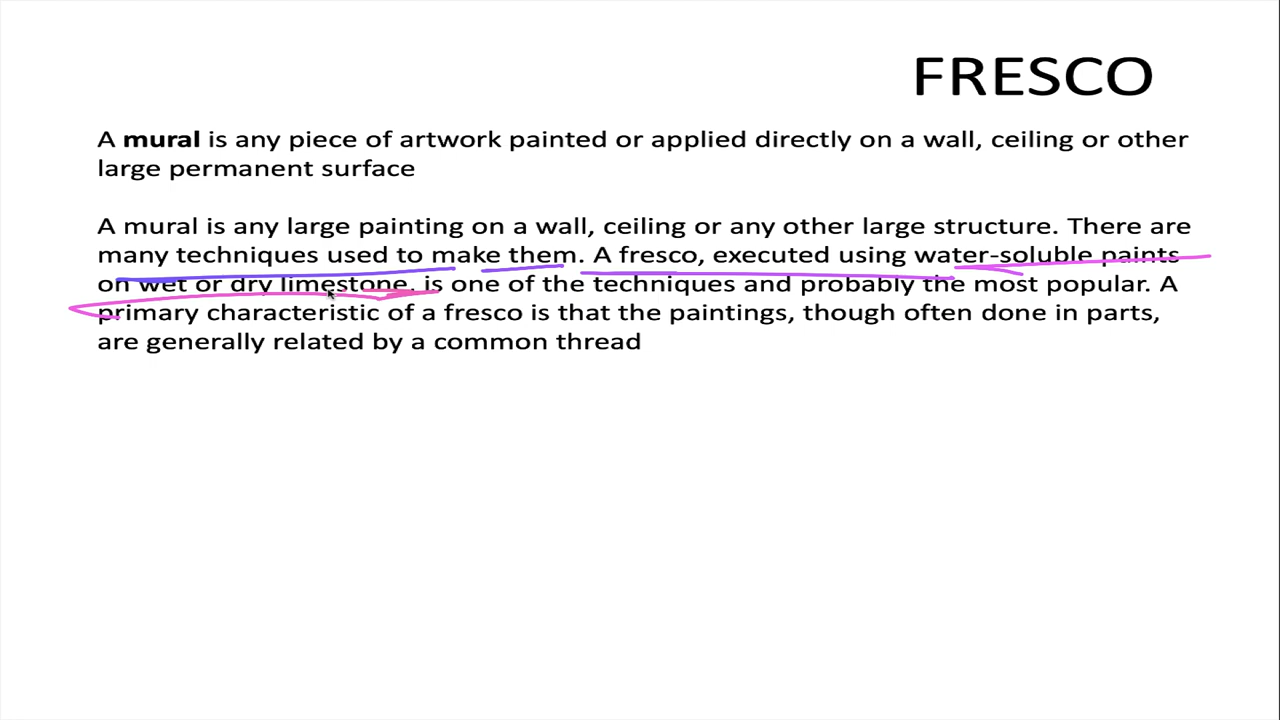 FRESCO
A mural is any piece of artwork painted or applied directly on a wall, ceiling or other
large permanent surface
A mural is any large painting on a wall, ceiling or any other large structure. There are
many techniques used to make them. A fresco, executed using water-soluble paints
on wet or dry limestone, is one of the techniques and probably the most popular. A
primary characteristic of a fresco is that the paintings, though often done in parts,
are generally related by a common thread